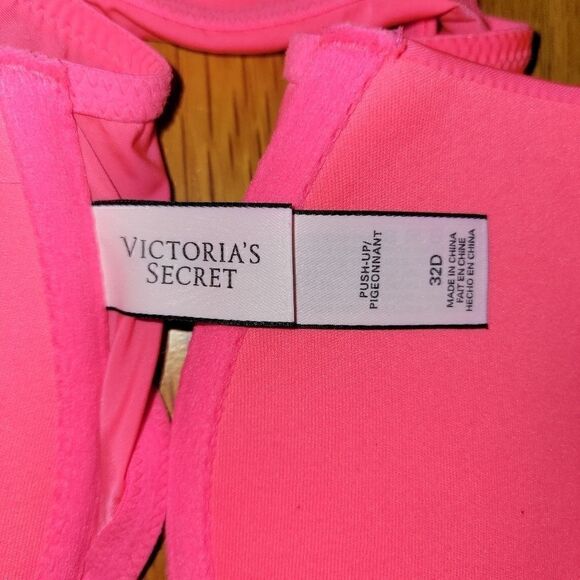 VICTORIA'S
SECRET
PUSH-UP/
PIGEONNANT
32D
MADE IN CHINA
FAIT EN CHINE
HECHO EN CHINA